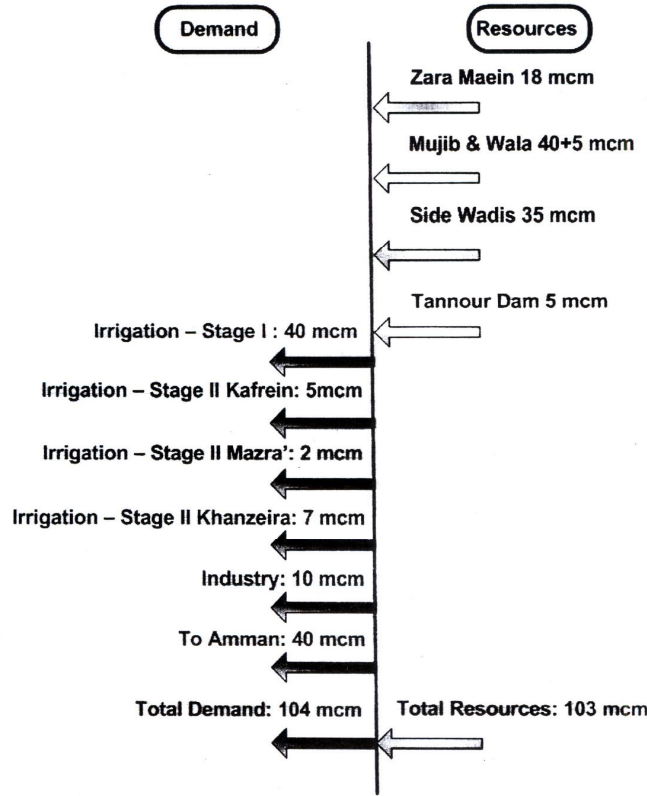 Demand
Resources
Zara Maein 18 mcm
Mujib & Wala 40+5 mcm
Side Wadis 35 mcm
Tannour Dam 5 mcm
Irrigation – Stage I : 40 mcm
Irrigation – Stage II Kafrein: 5mcm
Irrigation – Stage II Mazra’: 2 mcm
Irrigation – Stage II Khanzeira: 7 mcm
Industry: 10 mcm
To Amman: 40 mcm
Total Demand: 104 mcm
Total Resources: 103 mcm